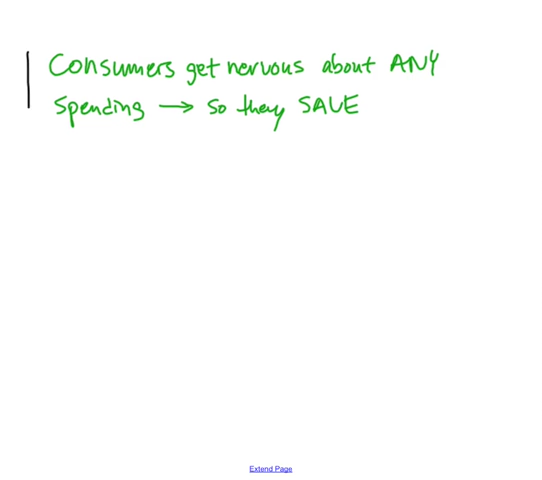 Consumers get nervous about ANY
Spending → so they SAVE
Extend Page